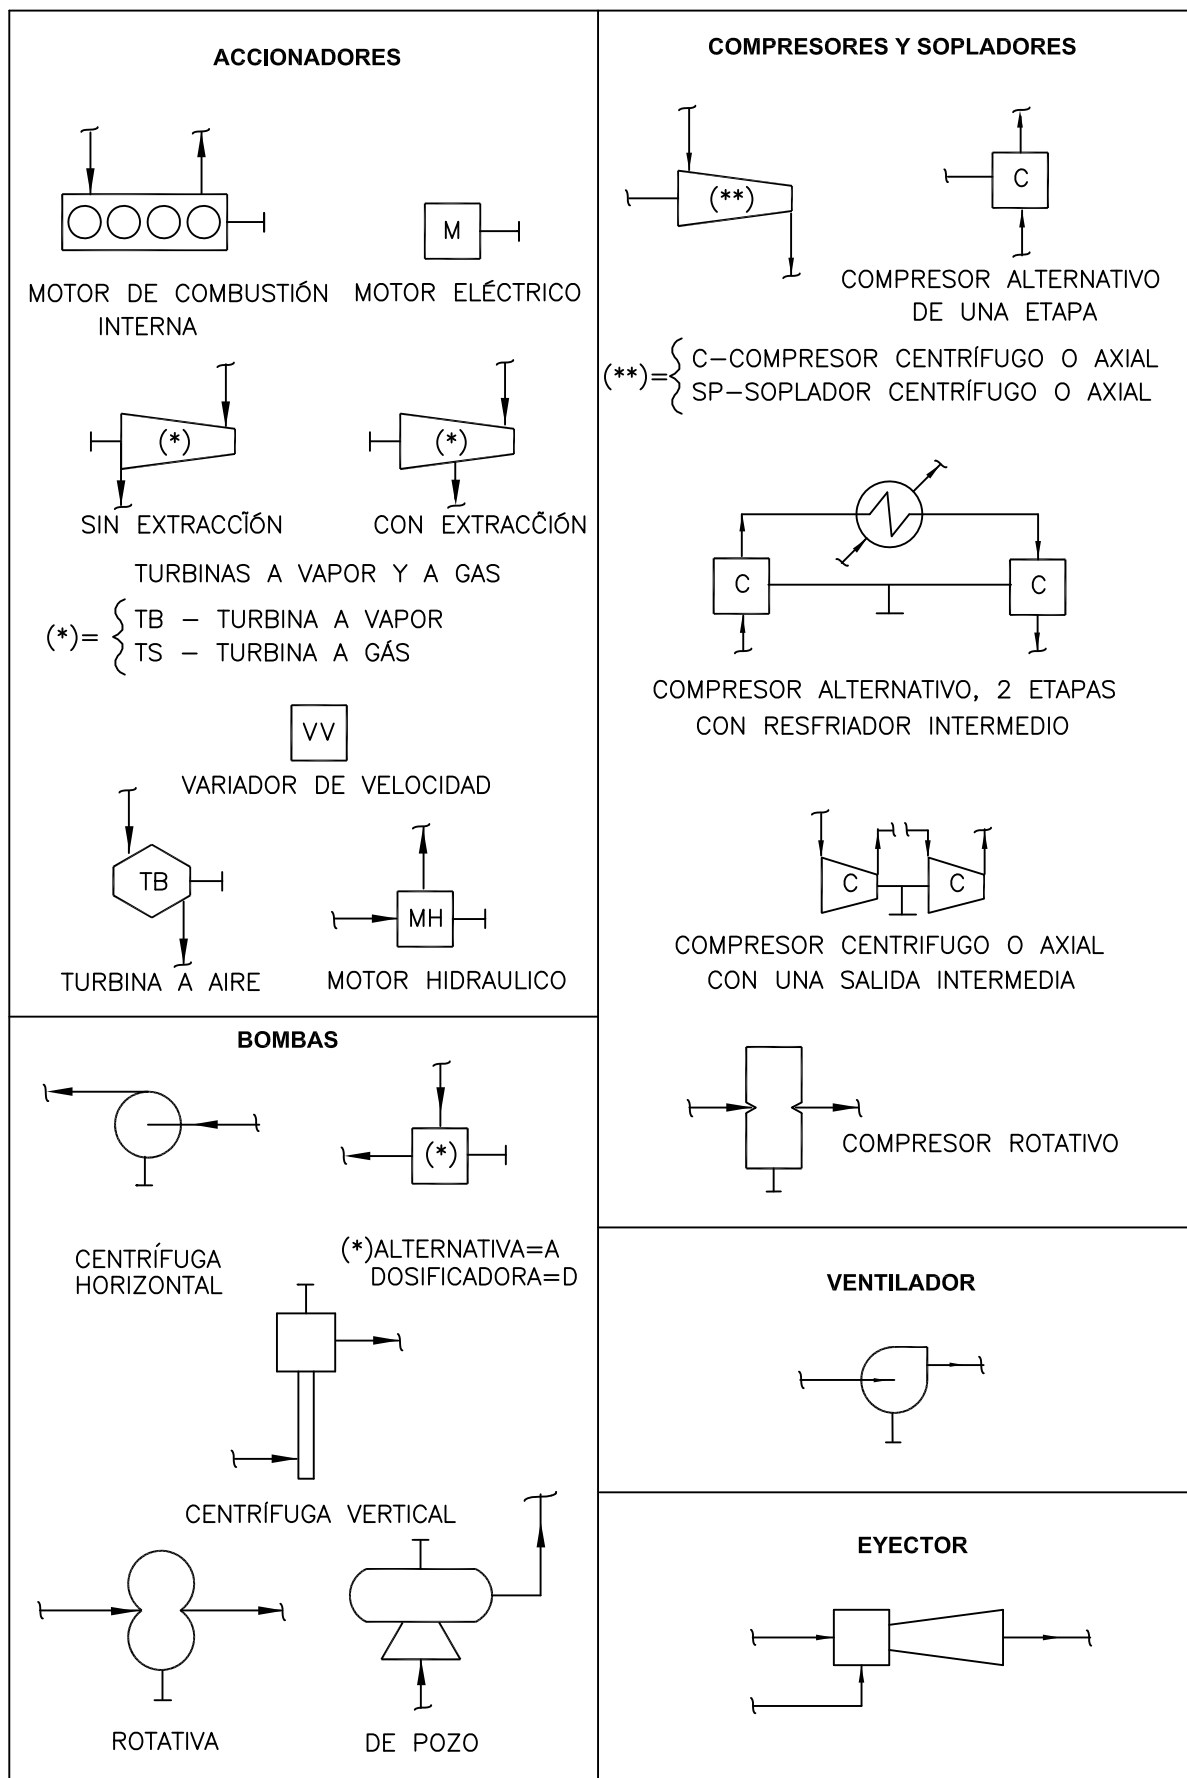 ACCIONADORES
MOTOR DE COMBUSTIÓN
INTERNA
M
MOTOR ELÉCTRICO
(*)
SIN EXTRACCIÓN
(*)
CON EXTRACCIÓN
TURBINAS A VAPOR Y A GAS
(*)=
TB – TURBINA A VAPOR
TS – TURBINA A GÁS
VV
VARIADOR DE VELOCIDAD
TB
TURBINA A AIRE
MH
MOTOR HIDRAULICO
BOMBAS
CENTRÍFUGA
HORIZONTAL
(*)
(*)ALTERNATIVA=A
DOSIFICADORA=D
CENTRÍFUGA VERTICAL
ROTATIVA
DE POZO
COMPRESORES Y SOPLADORES
(**)
C
COMPRESOR ALTERNATIVO
DE UNA ETAPA
(**)=
C–COMPRESOR CENTRÍFUGO O AXIAL
SP–SOPLADOR CENTRÍFUGO O AXIAL
C
C
COMPRESOR ALTERNATIVO, 2 ETAPAS
CON RESFRIADOR INTERMEDIO
C
C
COMPRESOR CENTRIFUGO O AXIAL
CON UNA SALIDA INTERMEDIA
COMPRESOR ROTATIVO
VENTILADOR
EYECTOR